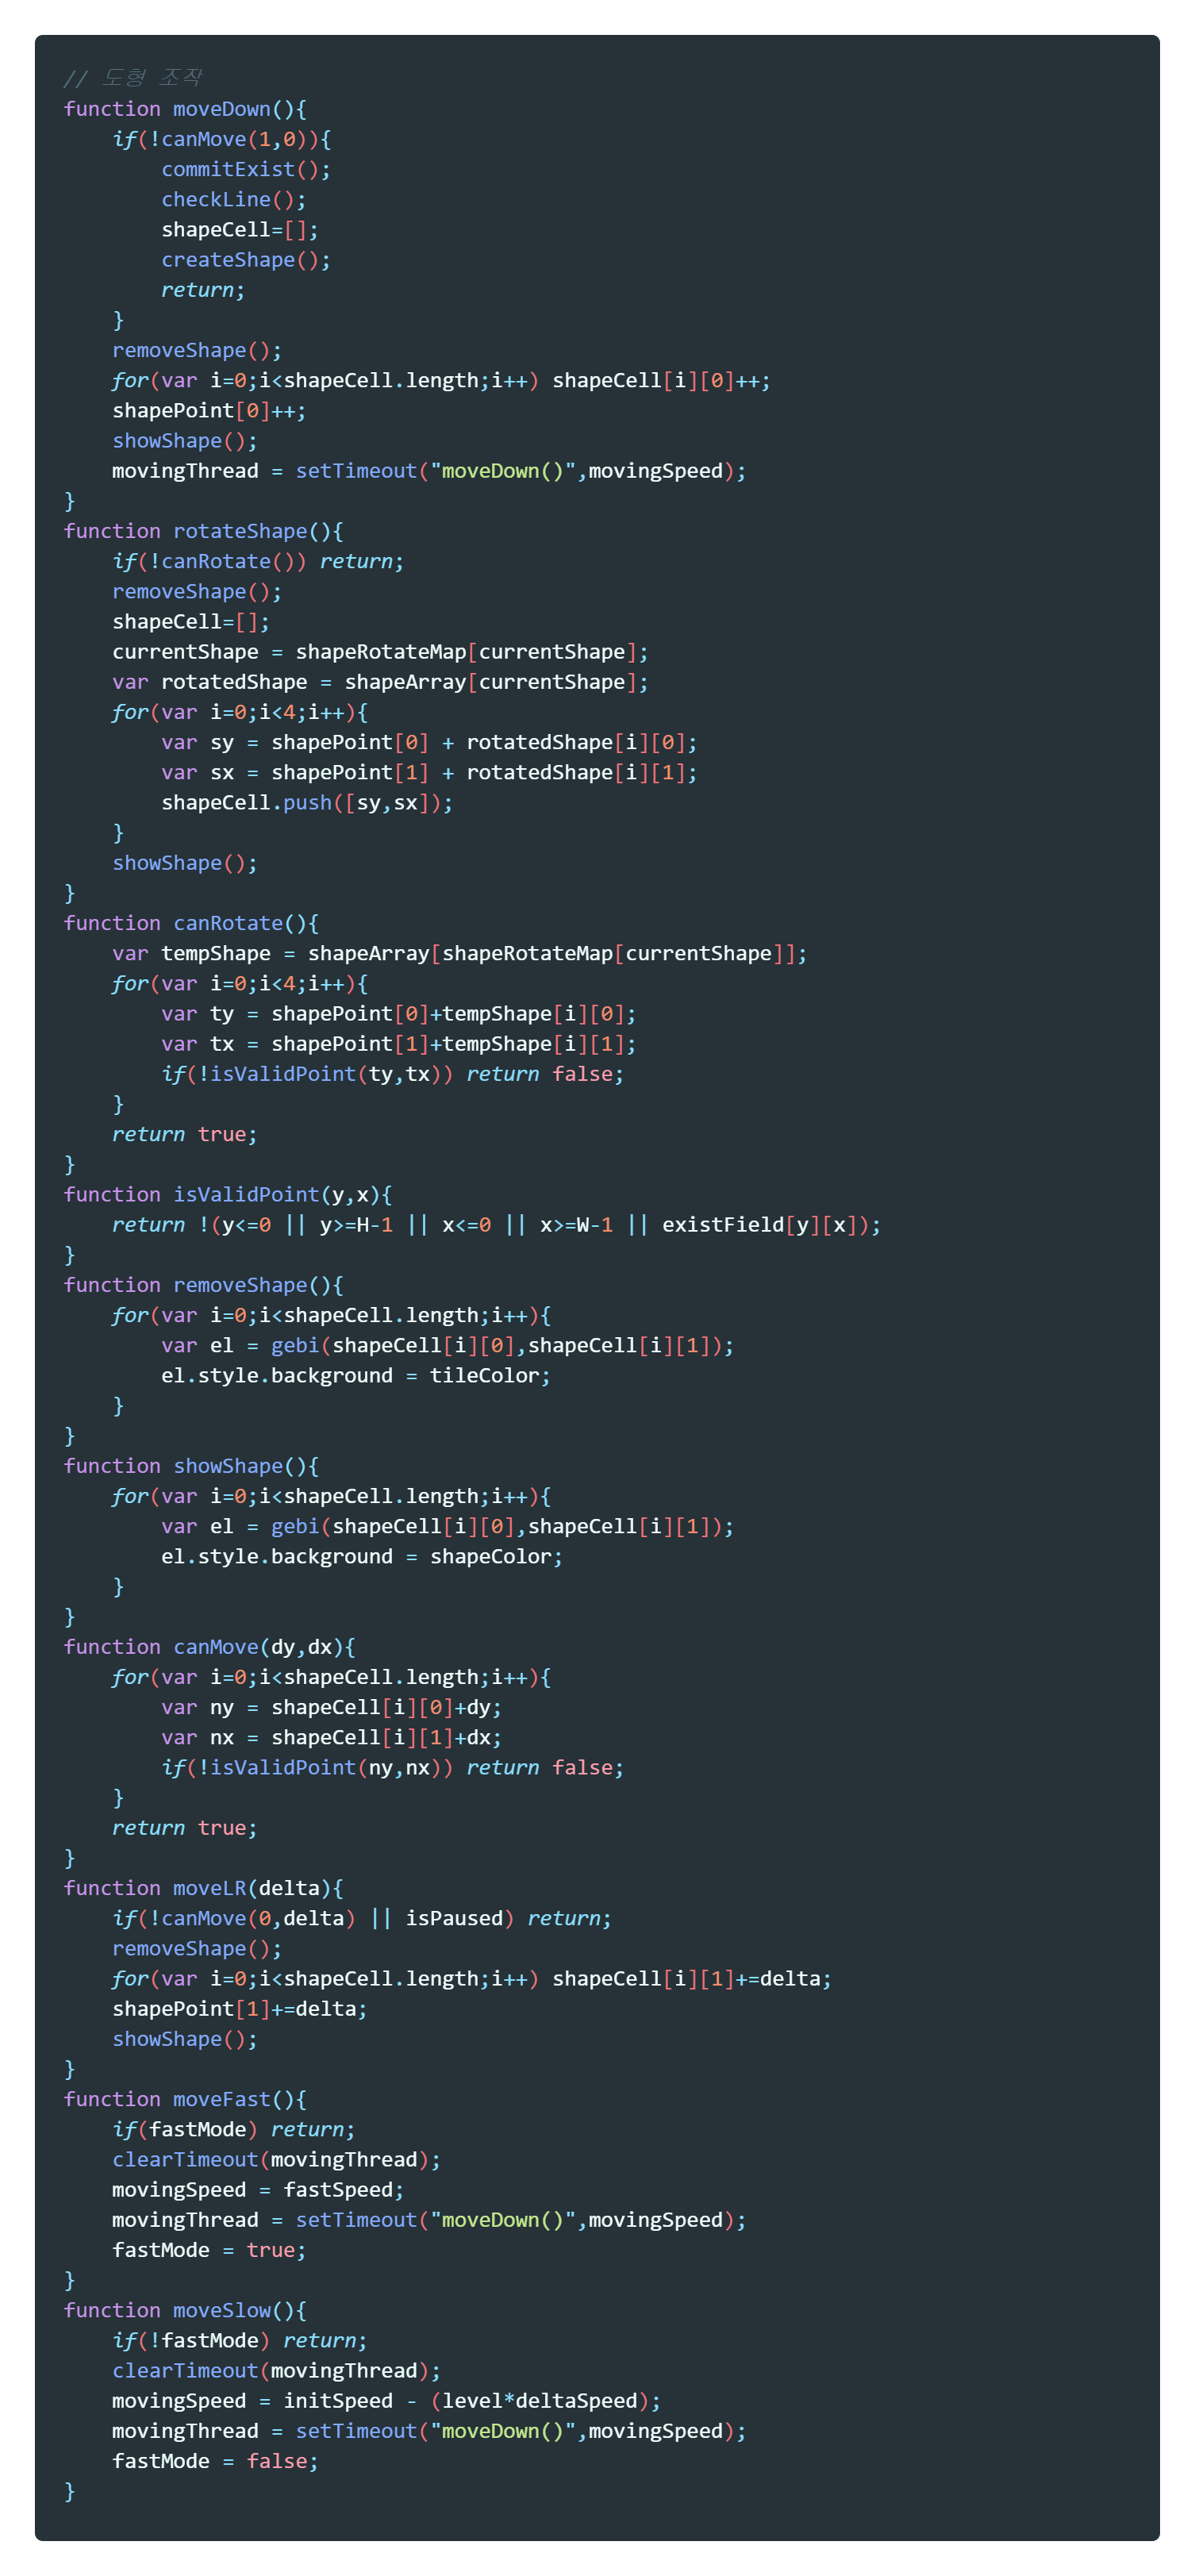 // 도형 조작
function moveDown(){
    if(!canMove(1,0)){
        commitExist();
        checkLine();
        shapeCell=[];
        createShape();
        return;
    }
    removeShape();
    for(var i=0;i<shapeCell.length;i++) shapeCell[i][0]++;
    shapePoint[0]++;
    showShape();
    movingThread = setTimeout("moveDown()",movingSpeed);
}
function rotateShape(){
    if(!canRotate()) return;
    removeShape();
    shapeCell=[];
    currentShape = shapeRotateMap[currentShape];
    var rotatedShape = shapeArray[currentShape];
    for(var i=0;i<4;i++){
        var sy = shapePoint[0] + rotatedShape[i][0];
        var sx = shapePoint[1] + rotatedShape[i][1];
        shapeCell.push([sy,sx]);
    }
    showShape();
}
function canRotate(){
    var tempShape = shapeArray[shapeRotateMap[currentShape]];
    for(var i=0;i<4;i++){
        var ty = shapePoint[0]+tempShape[i][0];
        var tx = shapePoint[1]+tempShape[i][1];
        if(!isValidPoint(ty,tx)) return false;
    }
    return true;
}
function isValidPoint(y,x){
    return !(y<=0 || y>=H-1 || x<=0 || x>=W-1 || existField[y][x]);
}
function removeShape(){
    for(var i=0;i<shapeCell.length;i++){
        var el = gebi(shapeCell[i][0],shapeCell[i][1]);
        el.style.background = tileColor;
    }
}
function showShape(){
    for(var i=0;i<shapeCell.length;i++){
        var el = gebi(shapeCell[i][0],shapeCell[i][1]);
        el.style.background = shapeColor;
    }
}
function canMove(dy,dx){
    for(var i=0;i<shapeCell.length;i++){
        var ny = shapeCell[i][0]+dy;
        var nx = shapeCell[i][1]+dx;
        if(!isValidPoint(ny,nx)) return false;
    }
    return true;
}
function moveLR(delta){
    if(!canMove(0,delta) || isPaused) return;
    removeShape();
    for(var i=0;i<shapeCell.length;i++) shapeCell[i][1]+=delta;
    shapePoint[1]+=delta;
    showShape();
}
function moveFast(){
    if(fastMode) return;
    clearTimeout(movingThread);
    movingSpeed = fastSpeed;
    movingThread = setTimeout("moveDown()",movingSpeed);
    fastMode = true;
}
function moveSlow(){
    if(!fastMode) return;
    clearTimeout(movingThread);
    movingSpeed = initSpeed - (level*deltaSpeed);
    movingThread = setTimeout("moveDown()",movingSpeed);
    fastMode = false;
}